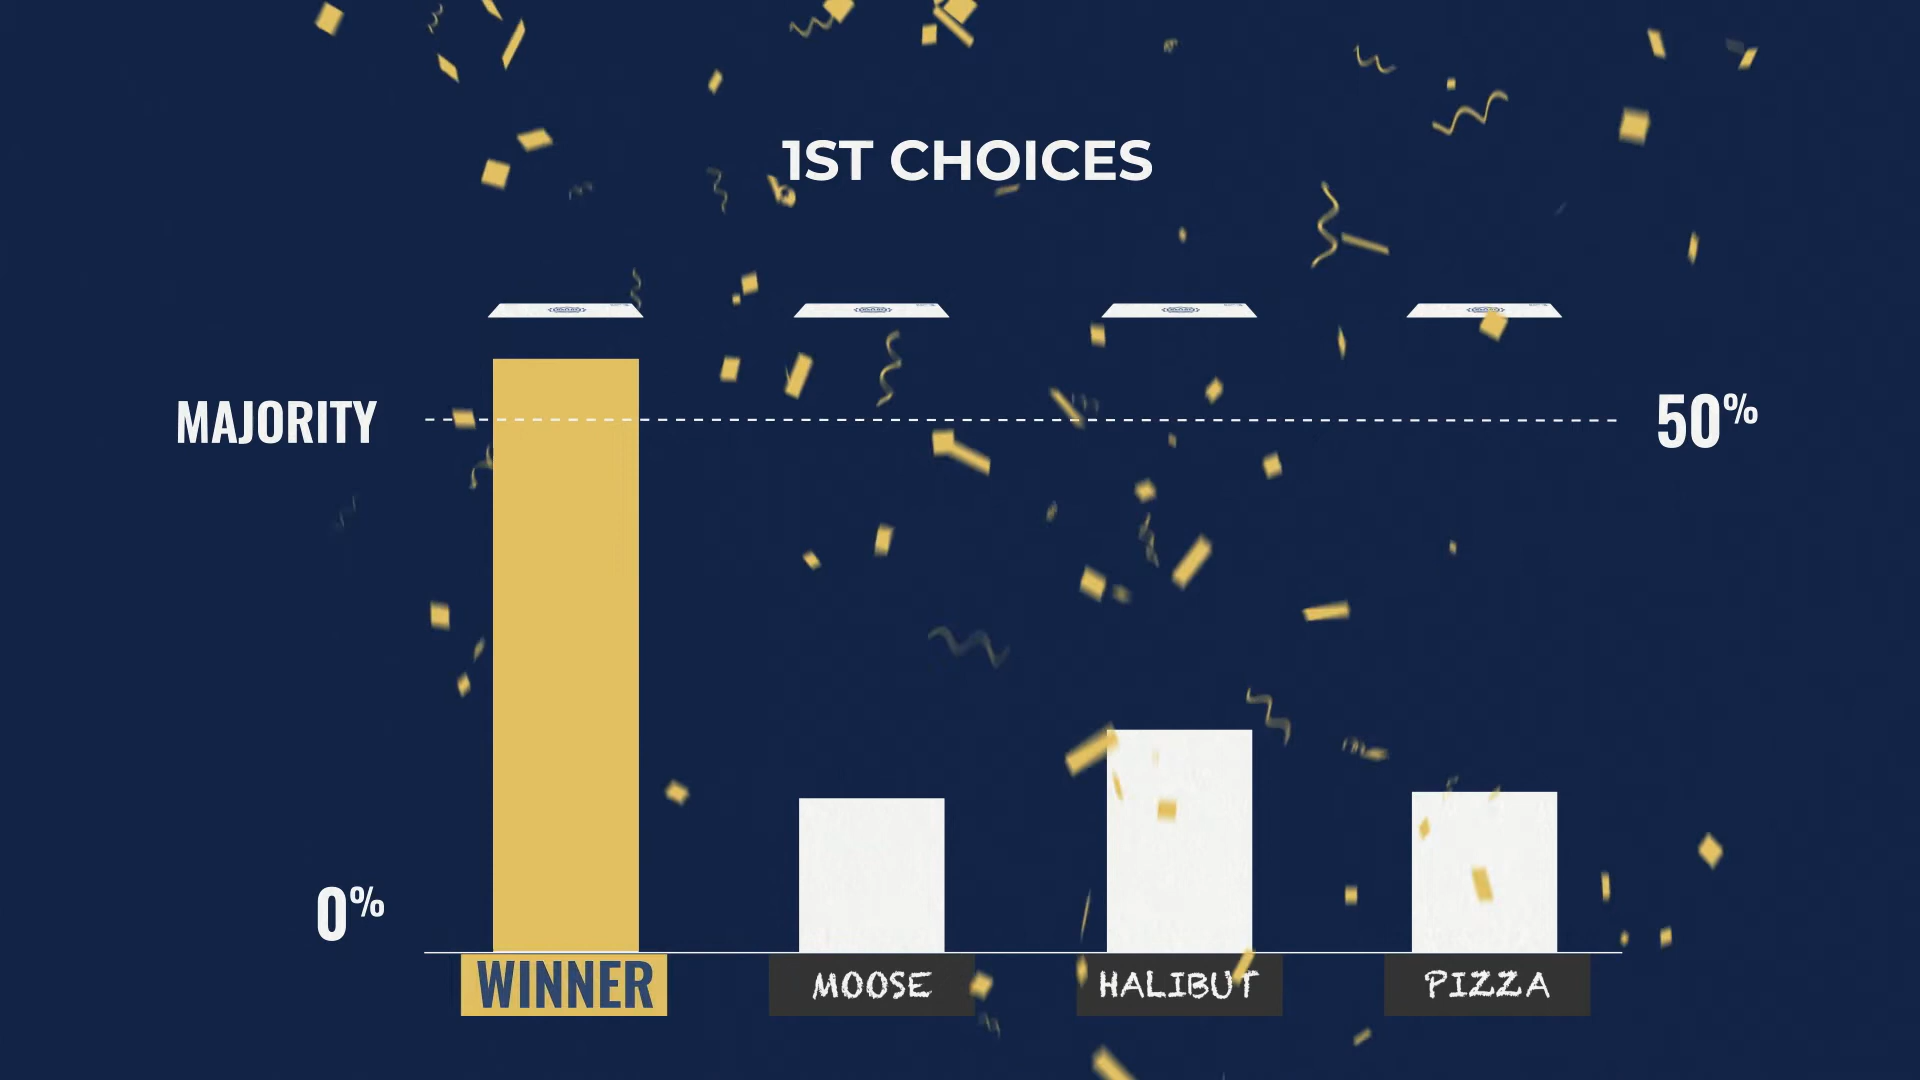 1ST CHOICES
MAJORITY
50%
0%
WINNER
MOOSE
HALIBUT
PIZZA